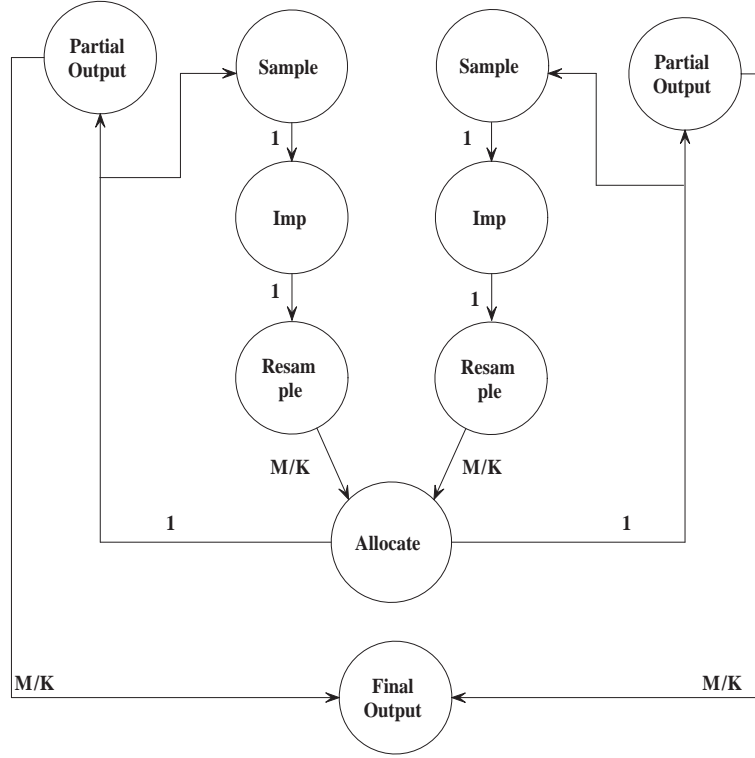 Partial
Output
Sample
Sample
Partial
Output
1
1
Imp
Imp
1
1
Resam
ple
Resam
ple
M/K
M/K
1
Allocate
1
M/K
Final
Output
M/K